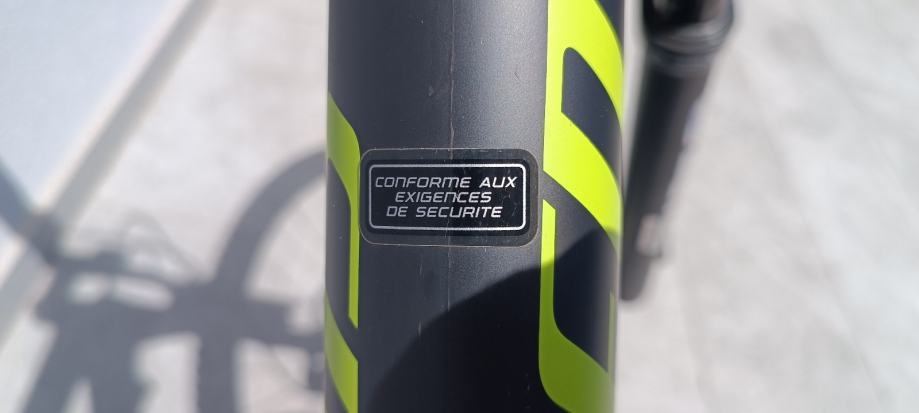 CONFORME AUX
EXIGENCES
DE SECURITE